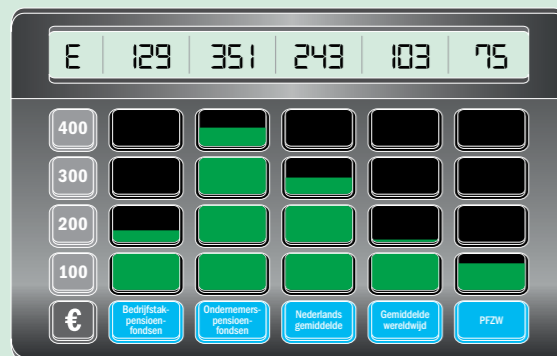 E 129 351 243 103 75
400
300
200
100
€
Bedrijfstak-
pensioen-
fondsen
Ondernemers-
pensioen-
fondsen
Nederlands
gemiddelde
Gemiddelde
wereldwijd
PFZW